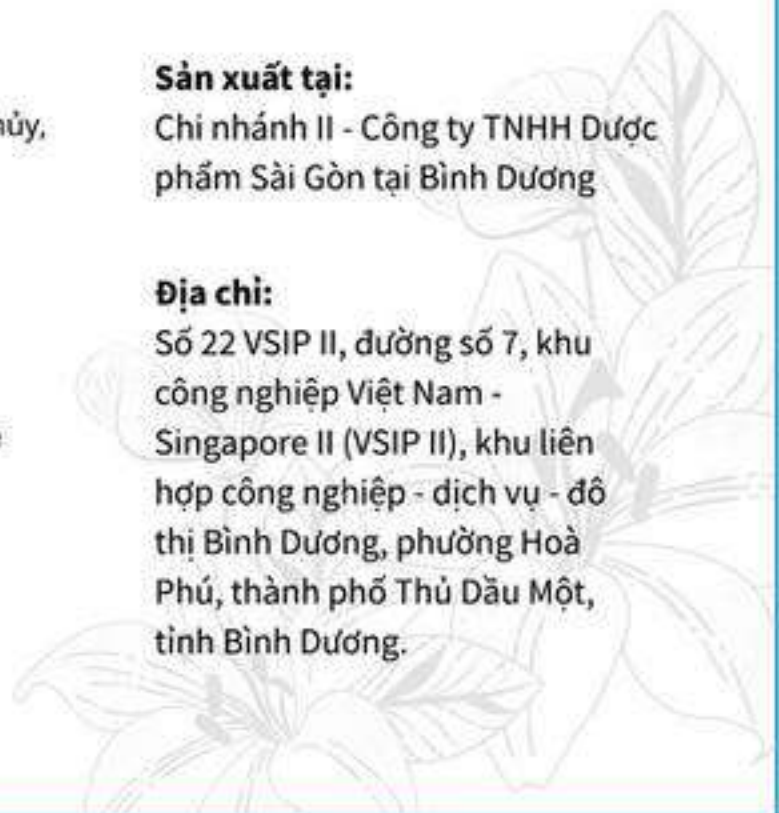 Sản xuất tại:
Chi nhánh II - Công ty TNHH Dược
phẩm Sài Gòn tại Bình Dương
Địa chỉ:
Số 22 VSIP II, đường số 7, khu
công nghiệp Việt Nam -
Singapore II (VSIP II), khu liên
hợp công nghiệp - dịch vụ - đô
thị Bình Dương, phường Hoà
Phú, thành phố Thủ Dầu Một,
tỉnh Bình Dương.